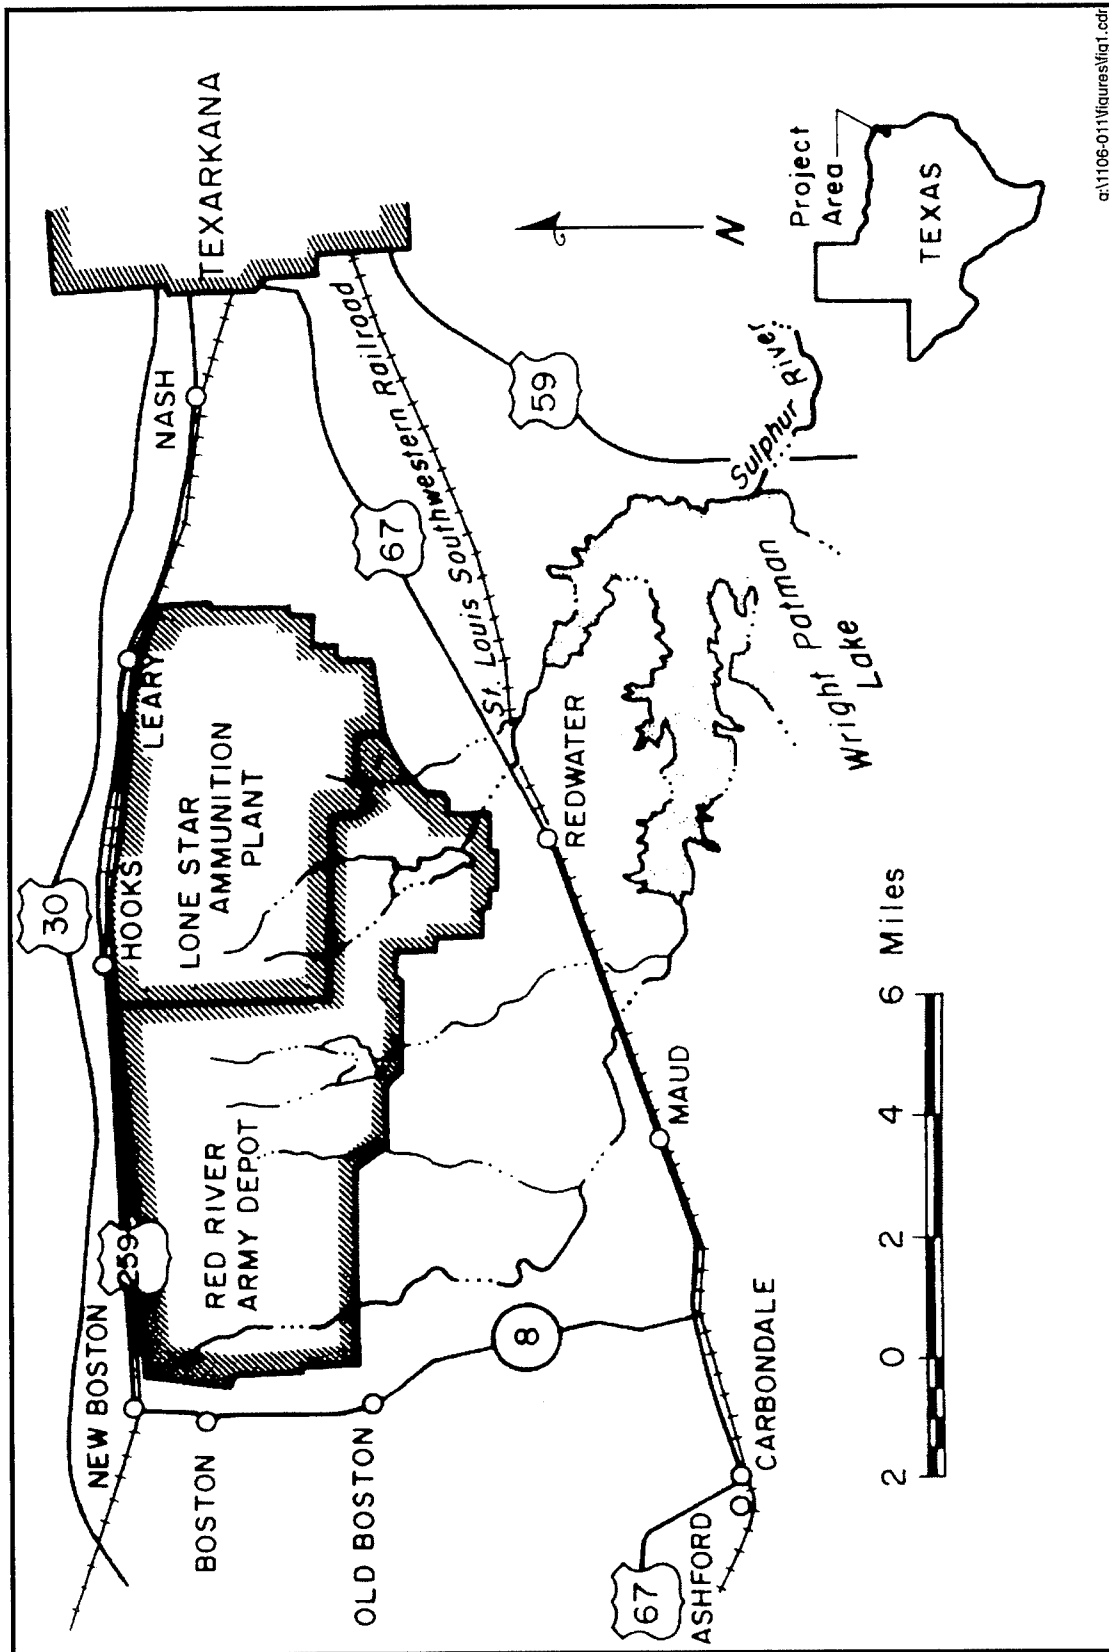 30
TEXARKANA
NASH
LEARY
HOOKS
259
NEW BOSTON
BOSTON
OLD BOSTON
LONE STAR
AMMUNITION
PLANT
RED RIVER
ARMY DEPOT
67
St. Louis Southwestern Railroad
59
8
REDWATER
MAUD
CARBONDALE
ASHFORD
67
Sulphur River
Wright Patman
Lake
N
Project
Area
TEXAS
2 0 2 4 6 Miles
q:\1106-011\figures\fig1.cdr